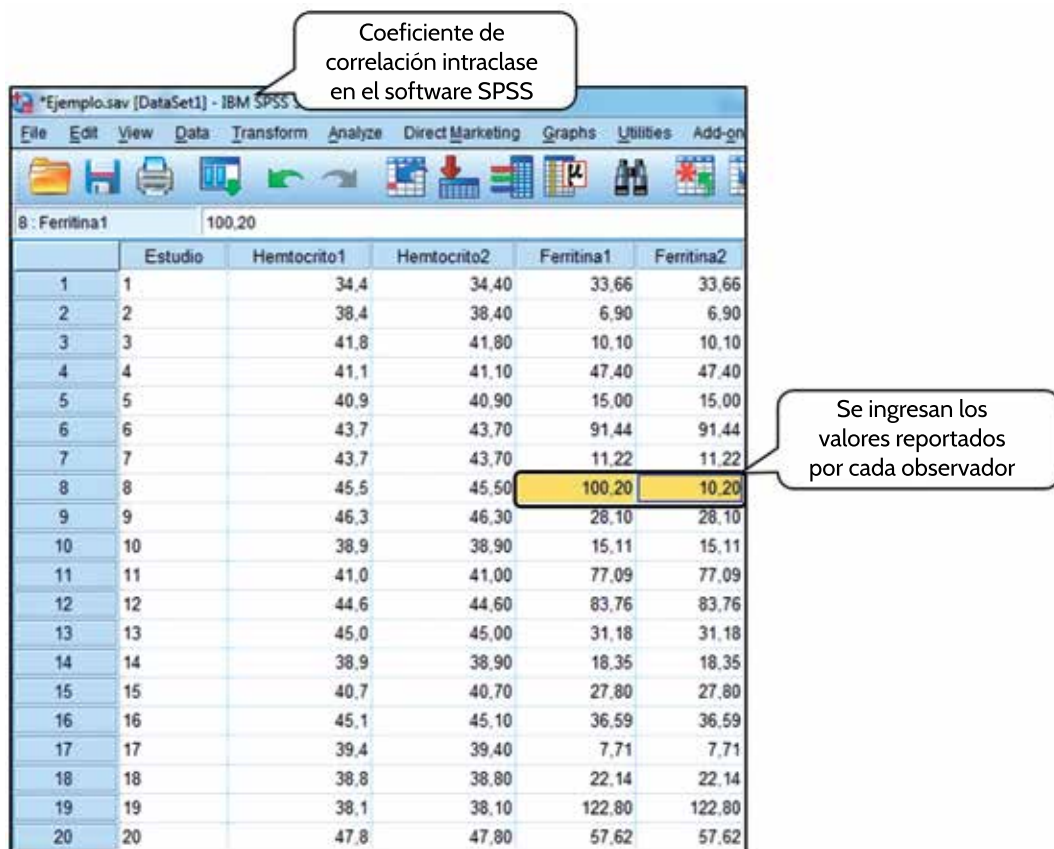 Coeficiente de
correlación intraclase
en el software SPSS
*Ejemplo.sav [DataSet1] - IBM SPSS
File Edit View Data Transform Analyze Direct Marketing Graphs Utilities Add-on
8 : Ferritina1 100,20
Estudio Hemtocrito1 Hemtocrito2 Ferritina1 Ferritina2
1 1 34,4 34,40 33,66 33,66
2 2 38,4 38,40 6,90 6,90
3 3 41,8 41,80 10,10 10,10
4 4 41,1 41,10 47,40 47,40
5 5 40,9 40,90 15,00 15,00
6 6 43,7 43,70 91,44 91,44
7 7 43,7 43,70 11,22 11,22
8 8 45,5 45,50 100,20 10,20
9 9 46,3 46,30 28,10 28,10
10 10 38,9 38,90 15,11 15,11
11 11 41,0 41,00 77,09 77,09
12 12 44,6 44,60 83,76 83,76
13 13 45,0 45,00 31,18 31,18
14 14 38,9 38,90 18,35 18,35
15 15 40,7 40,70 27,80 27,80
16 16 45,1 45,10 36,59 36,59
17 17 39,4 39,40 7,71 7,71
18 18 38,8 38,80 22,14 22,14
19 19 38,1 38,10 122,80 122,80
20 20 47,8 47,80 57,62 57,62
Se ingresan los
valores reportados
por cada observador